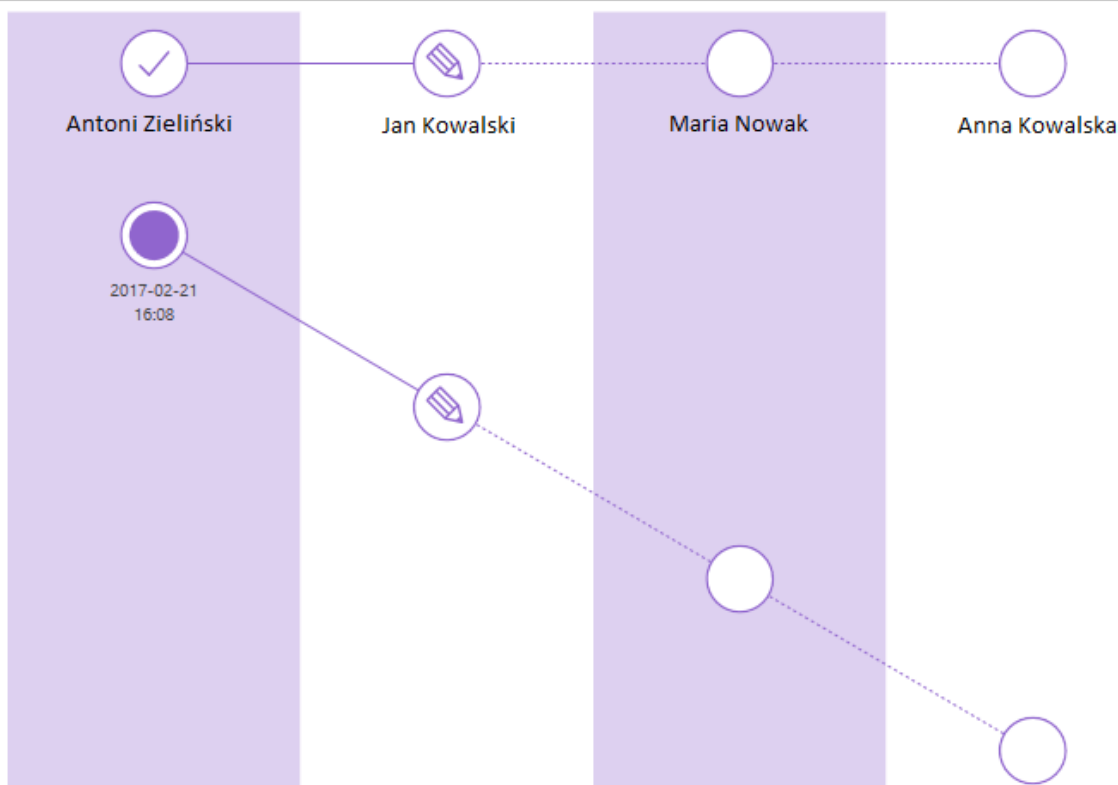 Antoni Zieliński
Jan Kowalski
Maria Nowak
Anna Kowalska
2017-02-21
16:08